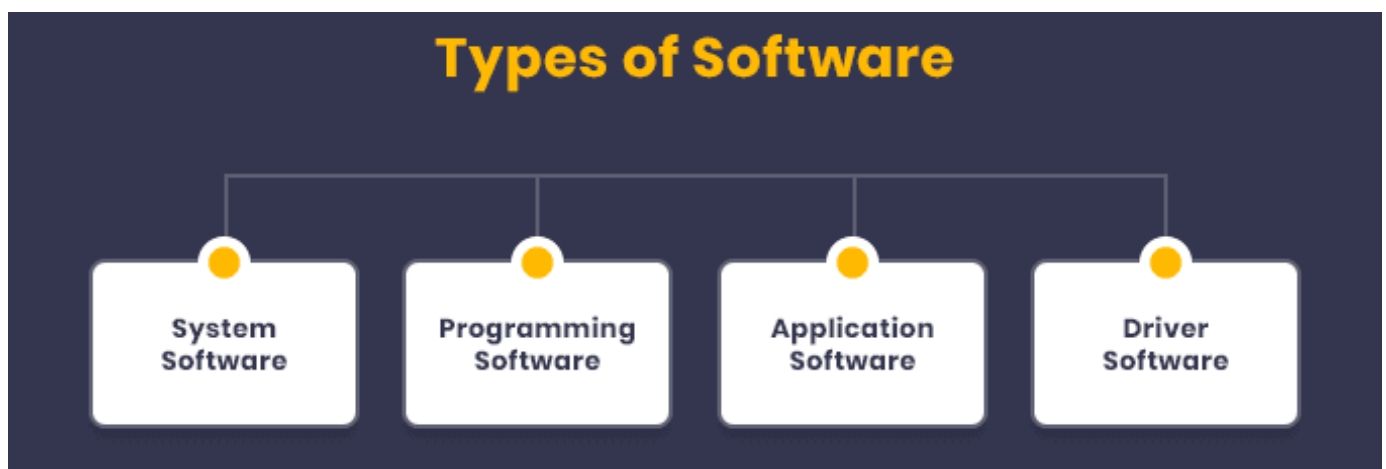 Types of Software
System
Software
Programming
Software
Application
Software
Driver
Software